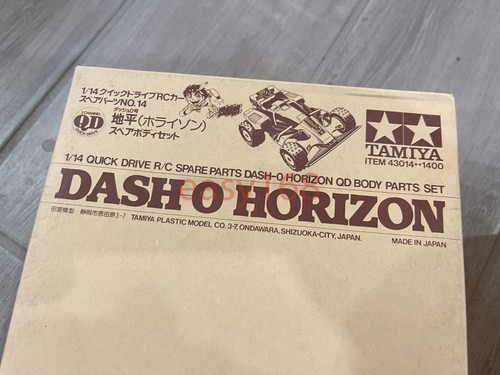 1/14 クイックドライブRCカー
スペアパーツNO.14
ダッシュ0号
地平(ホライゾン)
スペアボディセット
QD
TAMIYA
ITEM 43014··1400
1/14 QUICK DRIVE R/C SPARE PARTS DASH-0 HORIZON QD BODY PARTS SET
easy168
DASH 0 HORIZON
田宮模型 静岡市恩田原3-7 TAMIYA PLASTIC MODEL CO. 3-7, ONDAWARA, SHIZUOKA-CITY, JAPAN.
MADE IN JAPAN